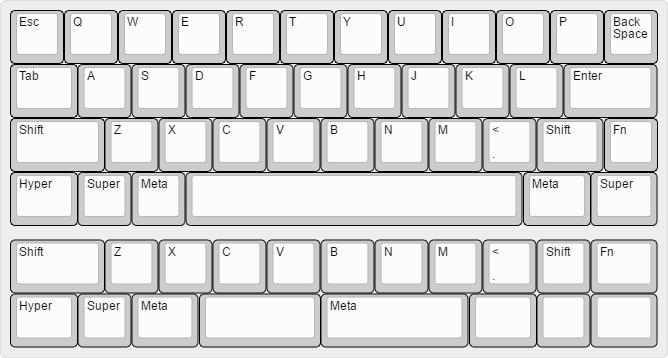 Esc Q W E R T Y U I O P Back
Space
Tab A S D F G H J K L Enter
Shift Z X C V B N M < Shift Fn
.
Hyper Super Meta Meta Super
Shift Z X C V B N M < Shift Fn
.
Hyper Super Meta Meta